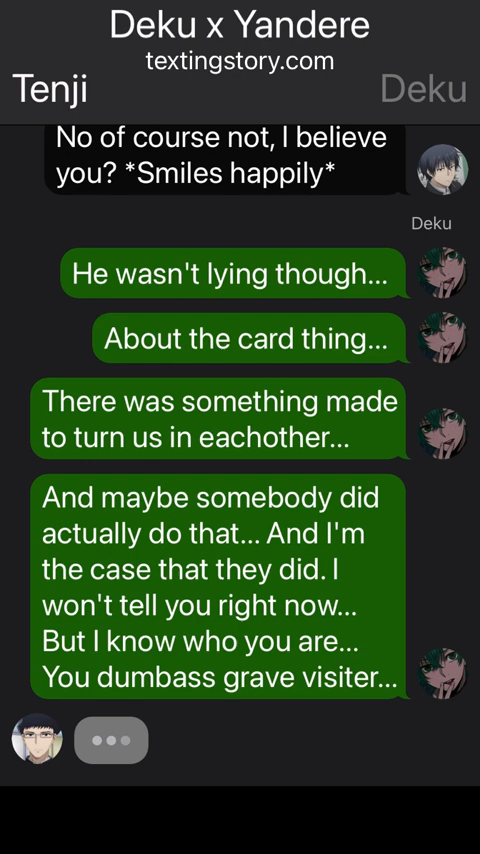 Deku x Yandere
textingstory.com
Tenji
Deku
No of course not, I believe
you? *Smiles happily*
Deku
He wasn't lying though...
About the card thing...
There was something made
to turn us in eachother...
And maybe somebody did
actually do that... And I'm
the case that they did. I
won't tell you right now...
But I know who you are...
You dumbass grave visiter...